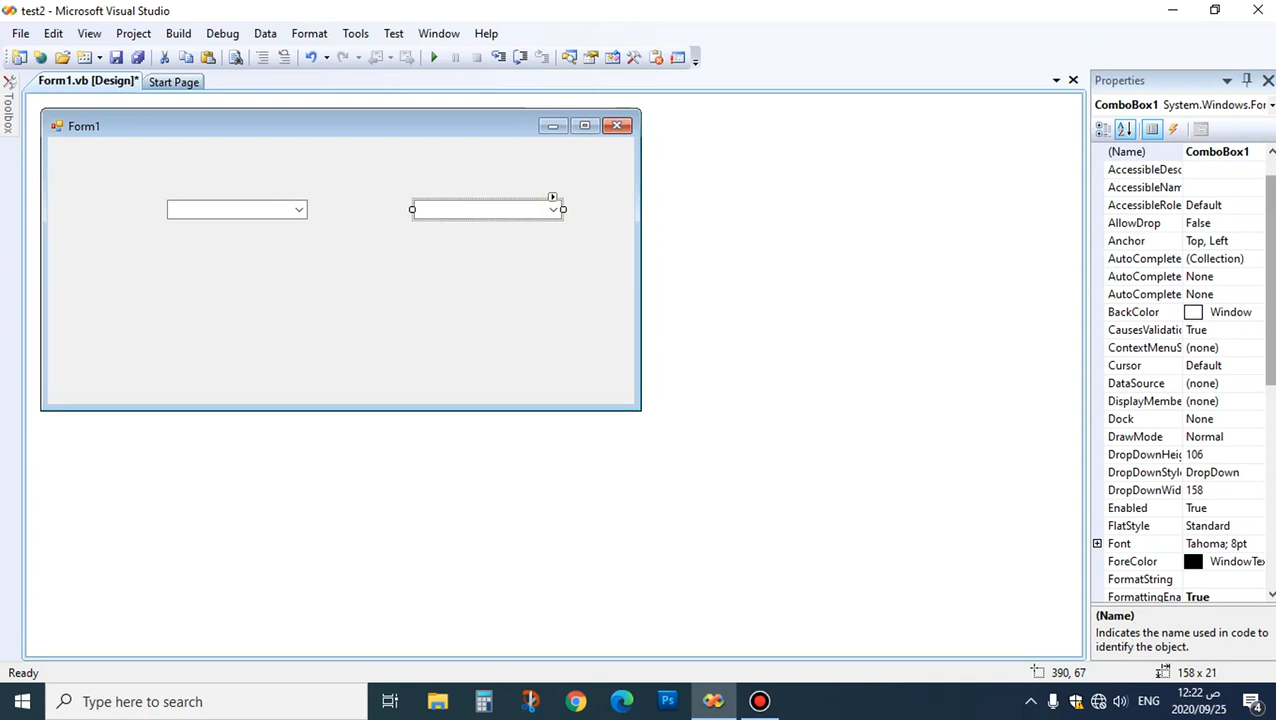 test2 - Microsoft Visual Studio
File Edit View Project Build Debug Data Format Tools Test Window Help
Form1.vb [Design]* Start Page
Toolbox
Form1
Properties
ComboBox1 System.Windows.For
(Name) ComboBox1
AccessibleDesc
AccessibleNam
AccessibleRole Default
AllowDrop False
Anchor Top, Left
AutoComplete (Collection)
AutoComplete None
AutoComplete None
BackColor Window
CausesValidatic True
ContextMenuS (none)
Cursor Default
DataSource (none)
DisplayMembe (none)
Dock None
DrawMode Normal
DropDownHeig 106
DropDownStyle DropDown
DropDownWid 158
Enabled True
FlatStyle Standard
Font Tahoma; 8pt
ForeColor WindowTex
FormatString
FormattingEna True
(Name)
Indicates the name used in code to
identify the object.
Ready 390, 67 158 x 21
Type here to search
Ps
ENG
12:22 ص
2020/09/25
4